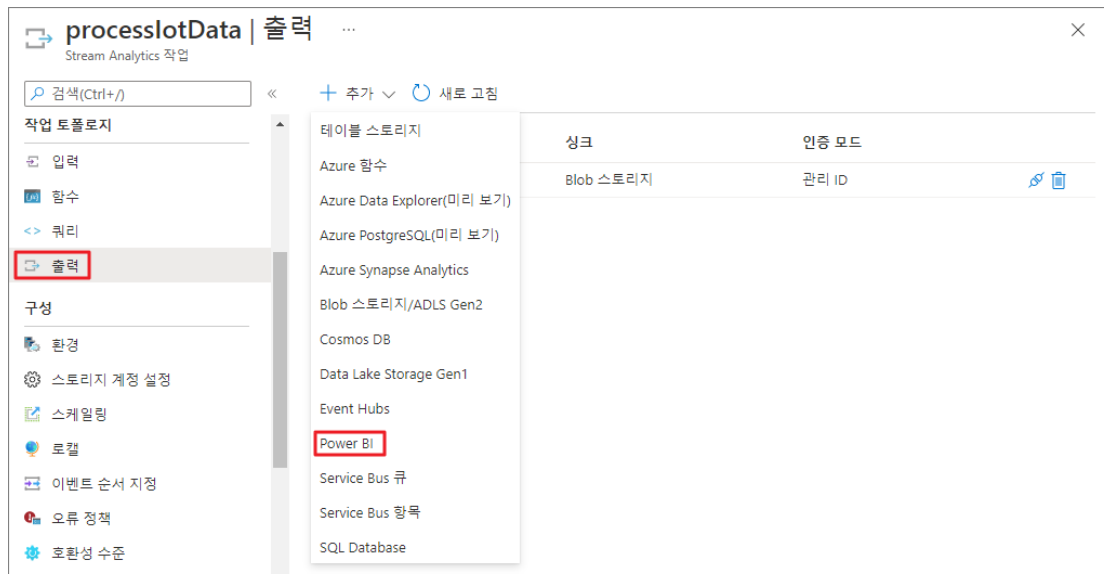 processIotData | 출력 ...
Stream Analytics 작업
검색(Ctrl+/)
«
작업 토폴로지
입력
함수
쿼리
출력
구성
환경
스토리지 계정 설정
스케일링
로캘
이벤트 순서 지정
오류 정책
호환성 수준
추가 새로 고침
테이블 스토리지
Azure 함수
Azure Data Explorer(미리 보기)
Azure PostgreSQL(미리 보기)
Azure Synapse Analytics
Blob 스토리지/ADLS Gen2
Cosmos DB
Data Lake Storage Gen1
Event Hubs
Power BI
Service Bus 큐
Service Bus 항목
SQL Database
싱크 인증 모드
Blob 스토리지 관리 ID